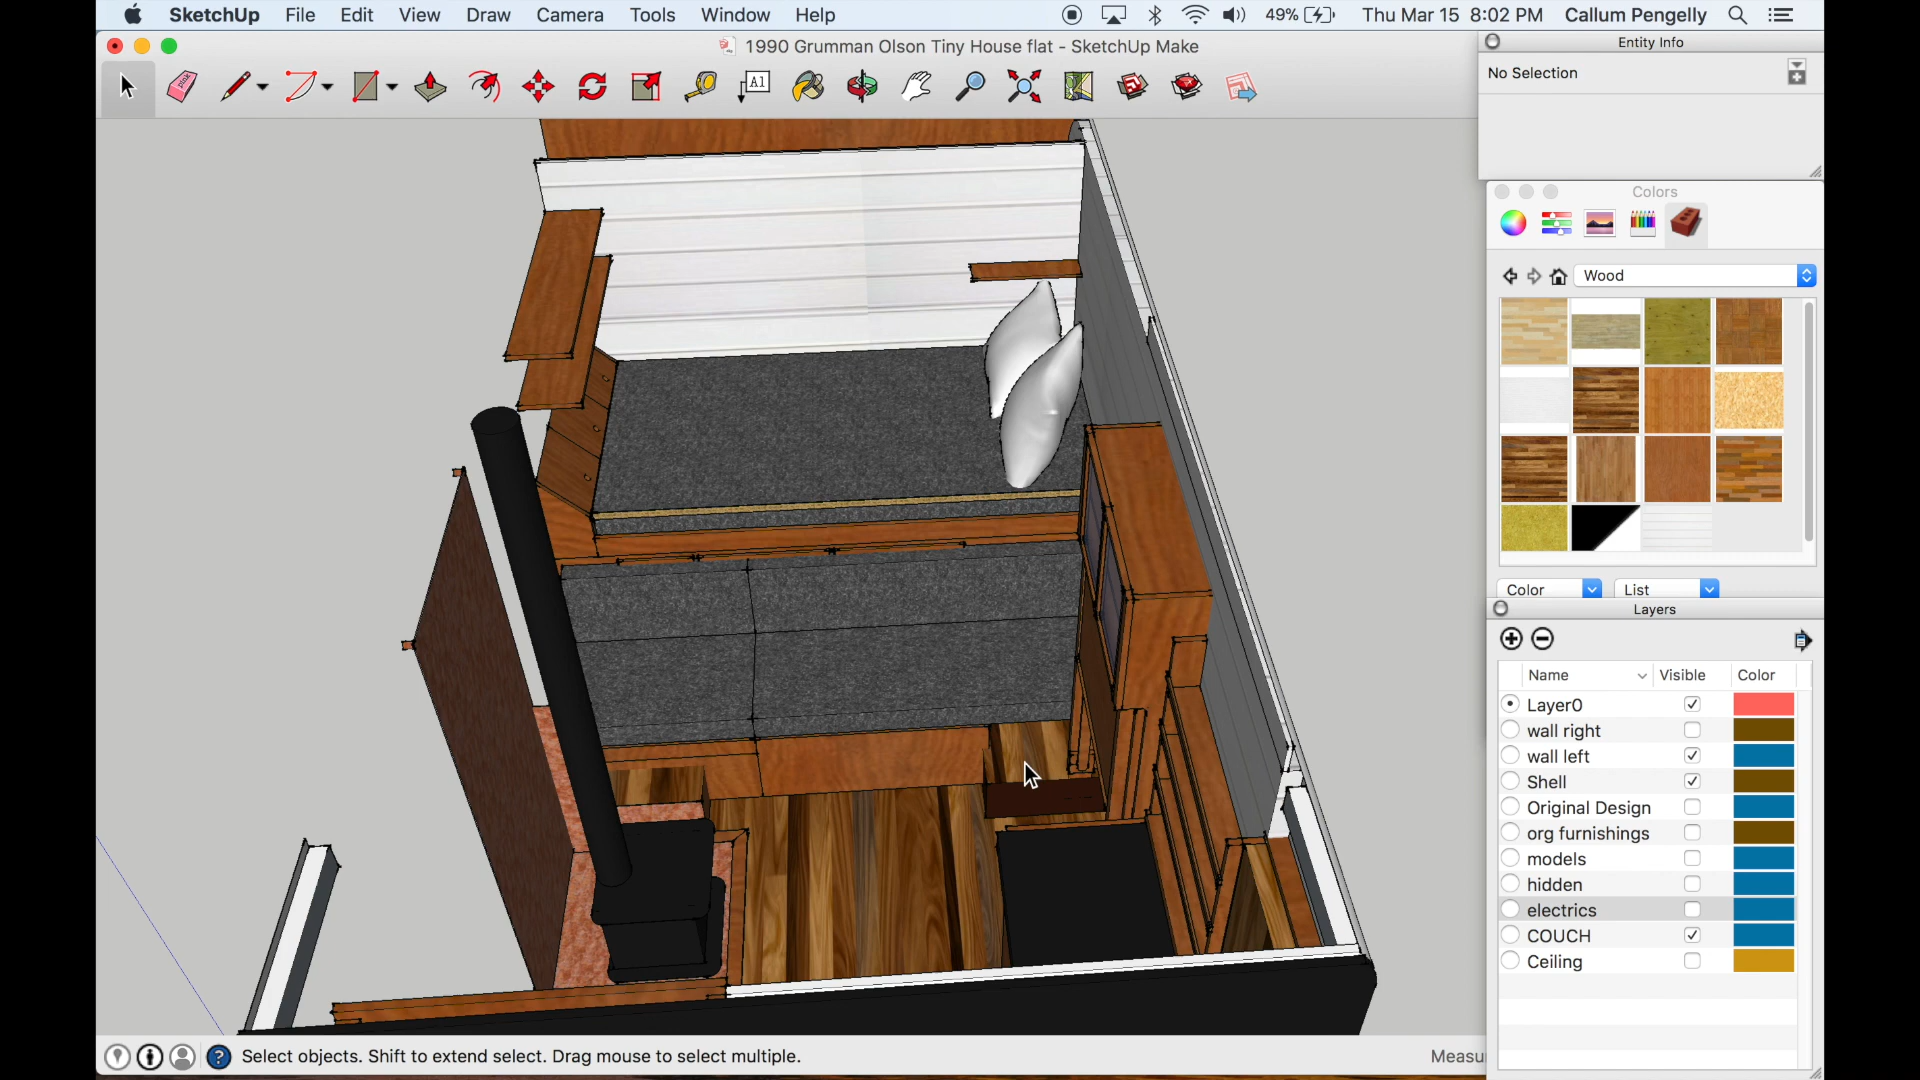 SketchUp File Edit View Draw Camera Tools Window Help 49% Thu Mar 15 8:02 PM Callum Pengelly
1990 Grumman Olson Tiny House flat - SketchUp Make
A1
Entity Info
No Selection
Colors
Wood
Color List
Layers
Name Visible Color
Layer0
wall right
wall left
Shell
Original Design
org furnishings
models
hidden
electrics
COUCH
Ceiling
Select objects. Shift to extend select. Drag mouse to select multiple.
Measu